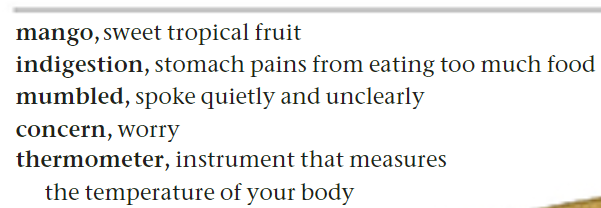 mango, sweet tropical fruit
indigestion, stomach pains from eating too much food
mumbled, spoke quietly and unclearly
concern, worry
thermometer, instrument that measures
the temperature of your body